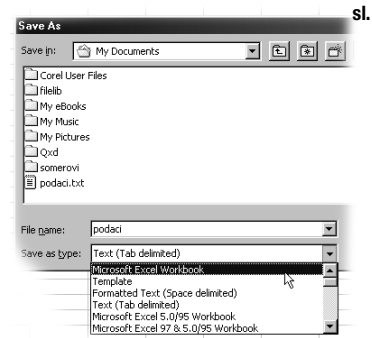 sl.
Save As
Save in: My Documents
Corel User Files
filelib
My eBooks
My Music
My Pictures
Qxd
somerovi
podaci.txt
File name: podaci
Save as type: Text (Tab delimited)
Microsoft Excel Workbook
Template
Formatted Text (Space delimited)
Text (Tab delimited)
Microsoft Excel 5.0/95 Workbook
Microsoft Excel 97 & 5.0/95 Workbook